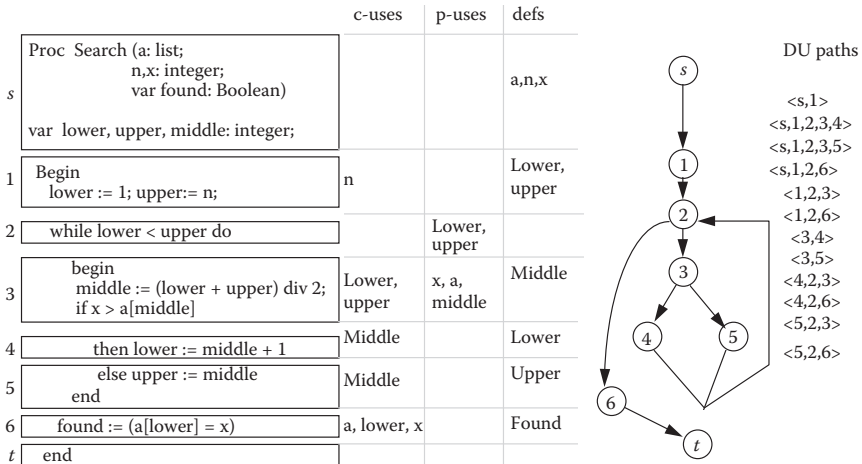 c-uses p-uses defs
s
Proc Search (a: list;
n,x: integer;
var found: Boolean)
var lower, upper, middle: integer;
a,n,x
1
Begin
lower := 1; upper:= n;
n
Lower,
upper
2
while lower < upper do
Lower,
upper
3
begin
middle := (lower + upper) div 2;
if x > a[middle]
Lower,
upper
x, a,
middle
Middle
4
then lower := middle + 1
Middle
Lower
5
else upper := middle
end
Middle
Upper
6
found := (a[lower] = x)
a, lower, x
Found
t
end
s
1
2
3
4
5
6
t
DU paths
<s,1>
<s,1,2,3,4>
<s,1,2,3,5>
<s,1,2,6>
<1,2,3>
<1,2,6>
<3,4>
<3,5>
<4,2,3>
<4,2,6>
<5,2,3>
<5,2,6>